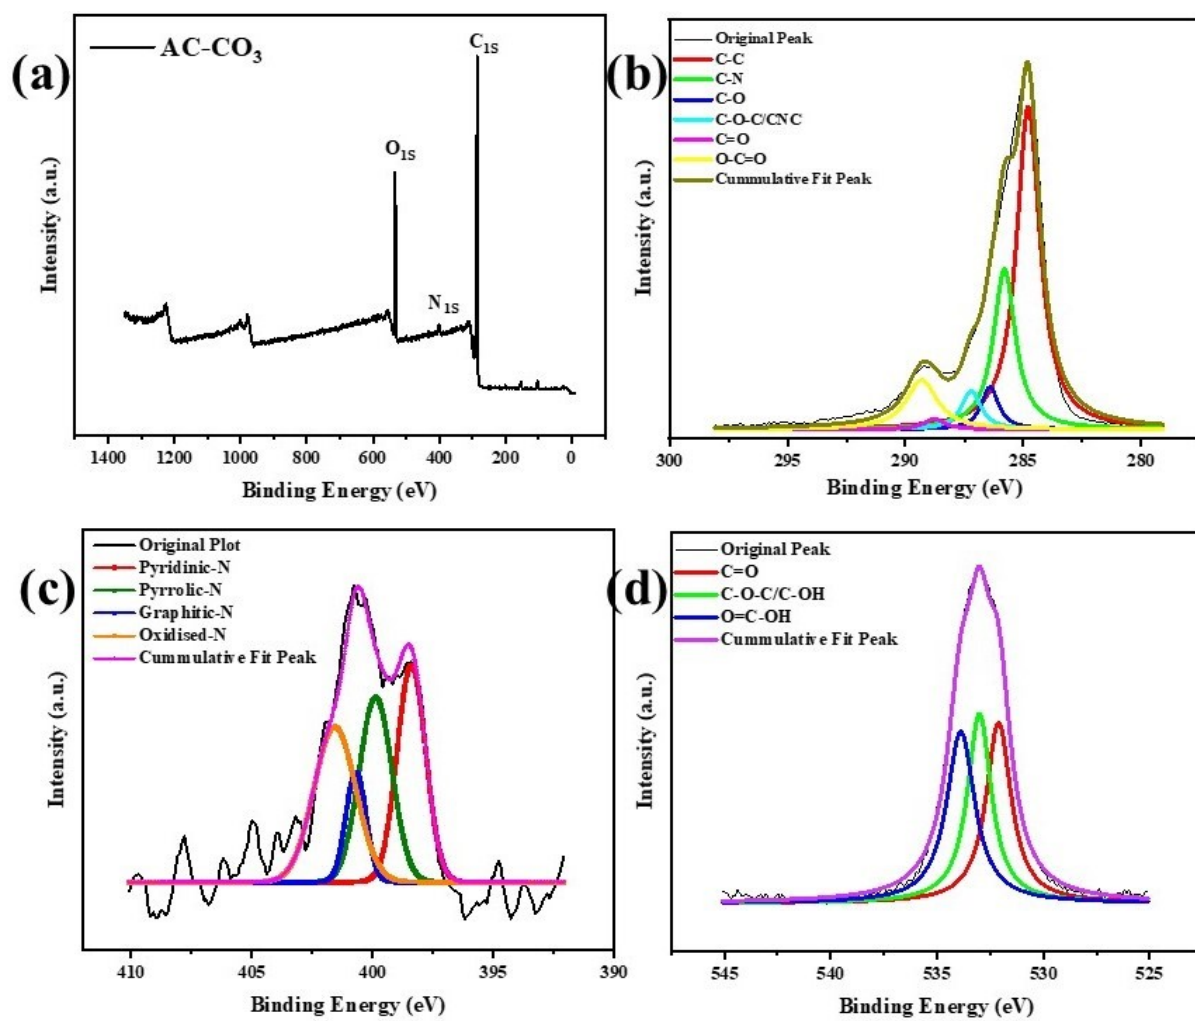 (a)
AC-CO3
C1S
O1S
N1S
Intensity (a.u.)
1400 1200 1000 800 600 400 200 0
Binding Energy (eV)
(b)
Original Peak
C-C
C-N
C-O
C-O-C/CNC
C=O
O-C=O
Cummulative Fit Peak
Intensity (a.u.)
300 295 290 285 280
Binding Energy (eV)
(c)
Original Plot
Pyridinic-N
Pyrrolic-N
Graphitic-N
Oxidised-N
Cummulative Fit Peak
Intensity (a.u.)
410 405 400 395 390
Binding Energy (eV)
(d)
Original Peak
C=O
C-O-C/C-OH
O=C-OH
Cummulative Fit Peak
Intensity (a.u.)
545 540 535 530 525
Binding Energy (eV)